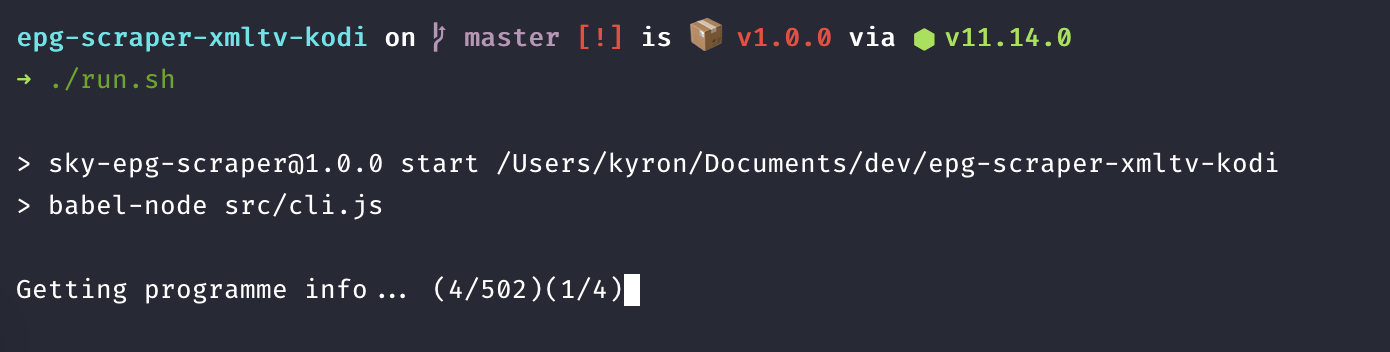 epg-scraper-xmltv-kodi on master [!] is 📦 v1.0.0 via ⬢ v11.14.0
➜ ./run.sh
> sky-epg-scraper@1.0.0 start /Users/kyron/Documents/dev/epg-scraper-xmltv-kodi
> babel-node src/cli.js
Getting programme info... (4/502)(1/4)